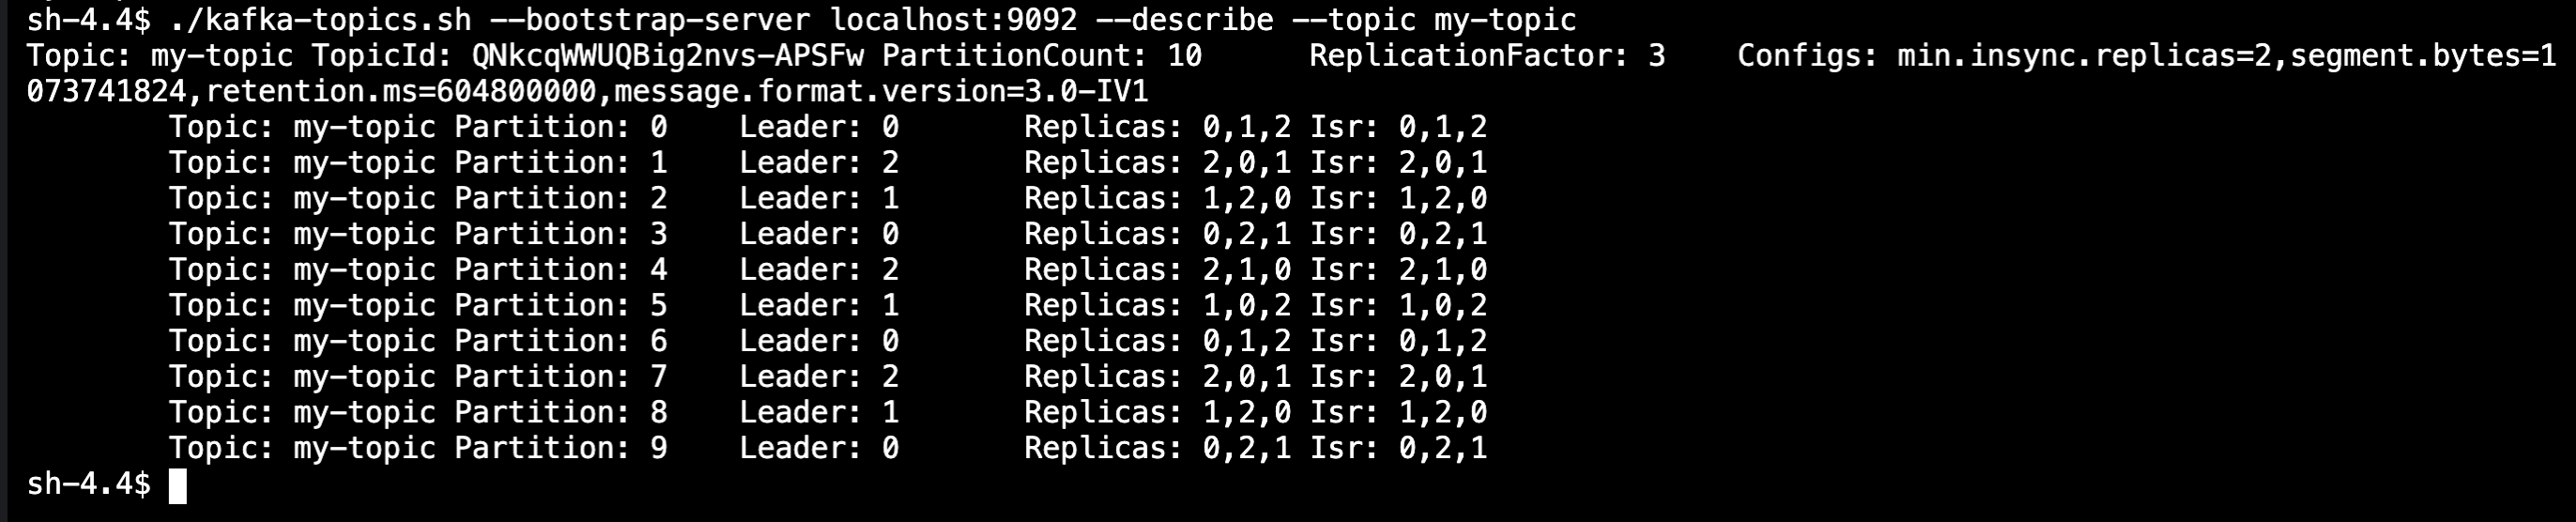 sh-4.4$ ./kafka-topics.sh --bootstrap-server localhost:9092 --describe --topic my-topic
Topic: my-topic TopicId: QNkcqWWUQBig2nvs-APSFw PartitionCount: 10      ReplicationFactor: 3    Configs: min.insync.replicas=2,segment.bytes=1
073741824,retention.ms=604800000,message.format.version=3.0-IV1
        Topic: my-topic Partition: 0    Leader: 0       Replicas: 0,1,2 Isr: 0,1,2
        Topic: my-topic Partition: 1    Leader: 2       Replicas: 2,0,1 Isr: 2,0,1
        Topic: my-topic Partition: 2    Leader: 1       Replicas: 1,2,0 Isr: 1,2,0
        Topic: my-topic Partition: 3    Leader: 0       Replicas: 0,2,1 Isr: 0,2,1
        Topic: my-topic Partition: 4    Leader: 2       Replicas: 2,1,0 Isr: 2,1,0
        Topic: my-topic Partition: 5    Leader: 1       Replicas: 1,0,2 Isr: 1,0,2
        Topic: my-topic Partition: 6    Leader: 0       Replicas: 0,1,2 Isr: 0,1,2
        Topic: my-topic Partition: 7    Leader: 2       Replicas: 2,0,1 Isr: 2,0,1
        Topic: my-topic Partition: 8    Leader: 1       Replicas: 1,2,0 Isr: 1,2,0
        Topic: my-topic Partition: 9    Leader: 0       Replicas: 0,2,1 Isr: 0,2,1
sh-4.4$